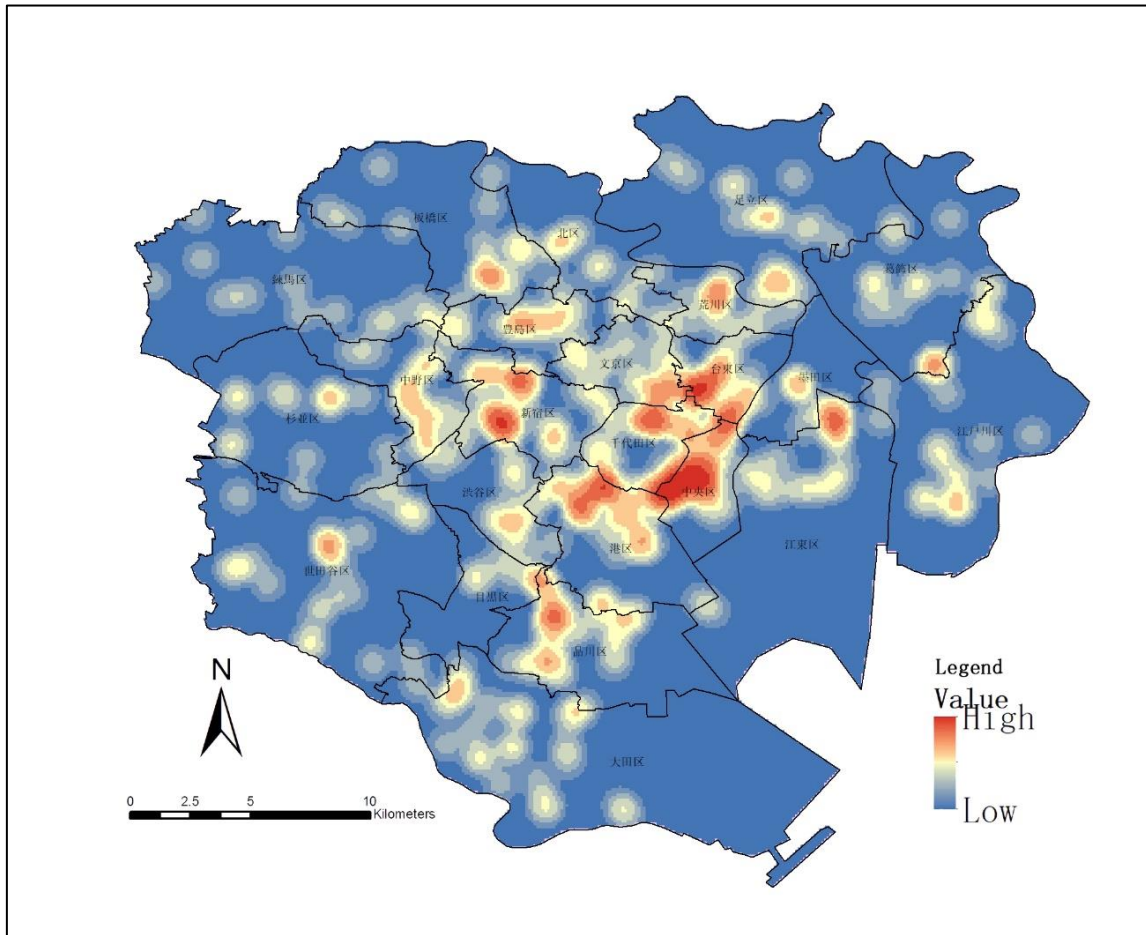 足立区
板橋区
北区
葛飾区
練馬区
荒川区
豊島区
文京区
台東区
中野区
墨田区
杉並区
新宿区
江戸川区
千代田区
渋谷区
中央区
江東区
港区
世田谷区
目黒区
品川区
大田区
N
Legend
Value
High
Low
0 2.5 5 10
Kilometers